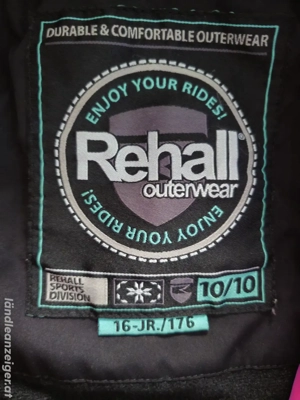 DURABLE & COMFORTABLE OUTERWEAR
ENJOY YOUR RIDES!
Rehall®
outerwear
ENJOY YOUR RIDES!
REHALL
SPORTS
DIVISION
10/10
16-JR./176
ländleanzeiger.at